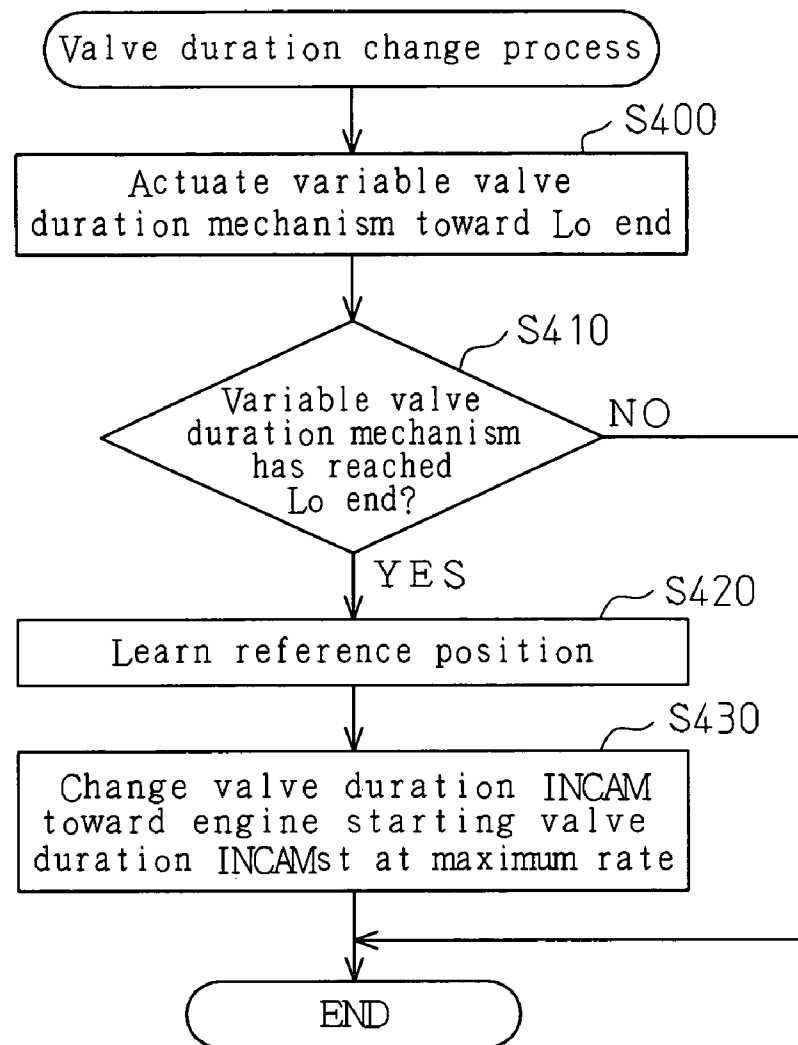 Valve duration change process
S400
Actuate variable valve
duration mechanism toward Lo end
S410
Variable valve
duration mechanism
has reached
Lo end?
NO
YES
S420
Learn reference position
S430
Change valve duration INCAM
toward engine starting valve
duration INCAMst at maximum rate
END